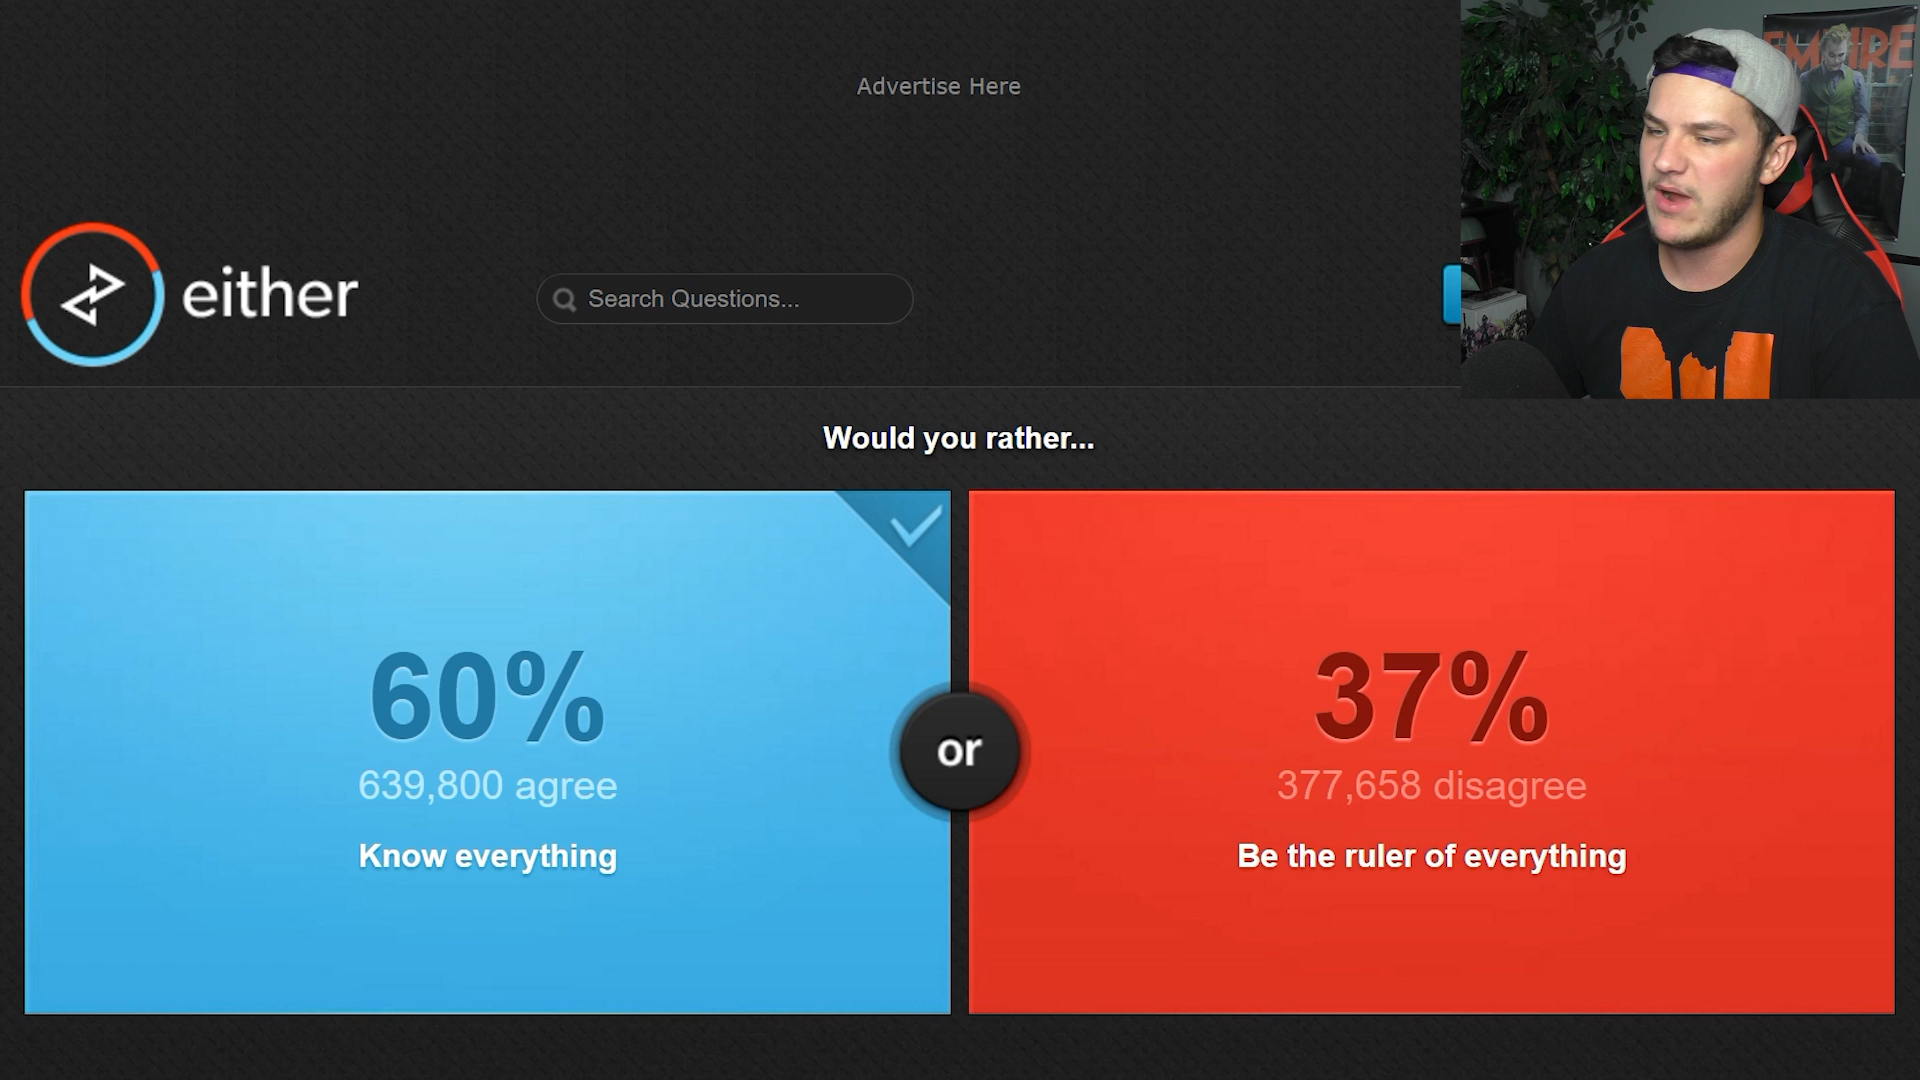 Advertise Here
EMPIRE
either
Search Questions...
Would you rather...
60%
639,800 agree
Know everything
or
37%
377,658 disagree
Be the ruler of everything